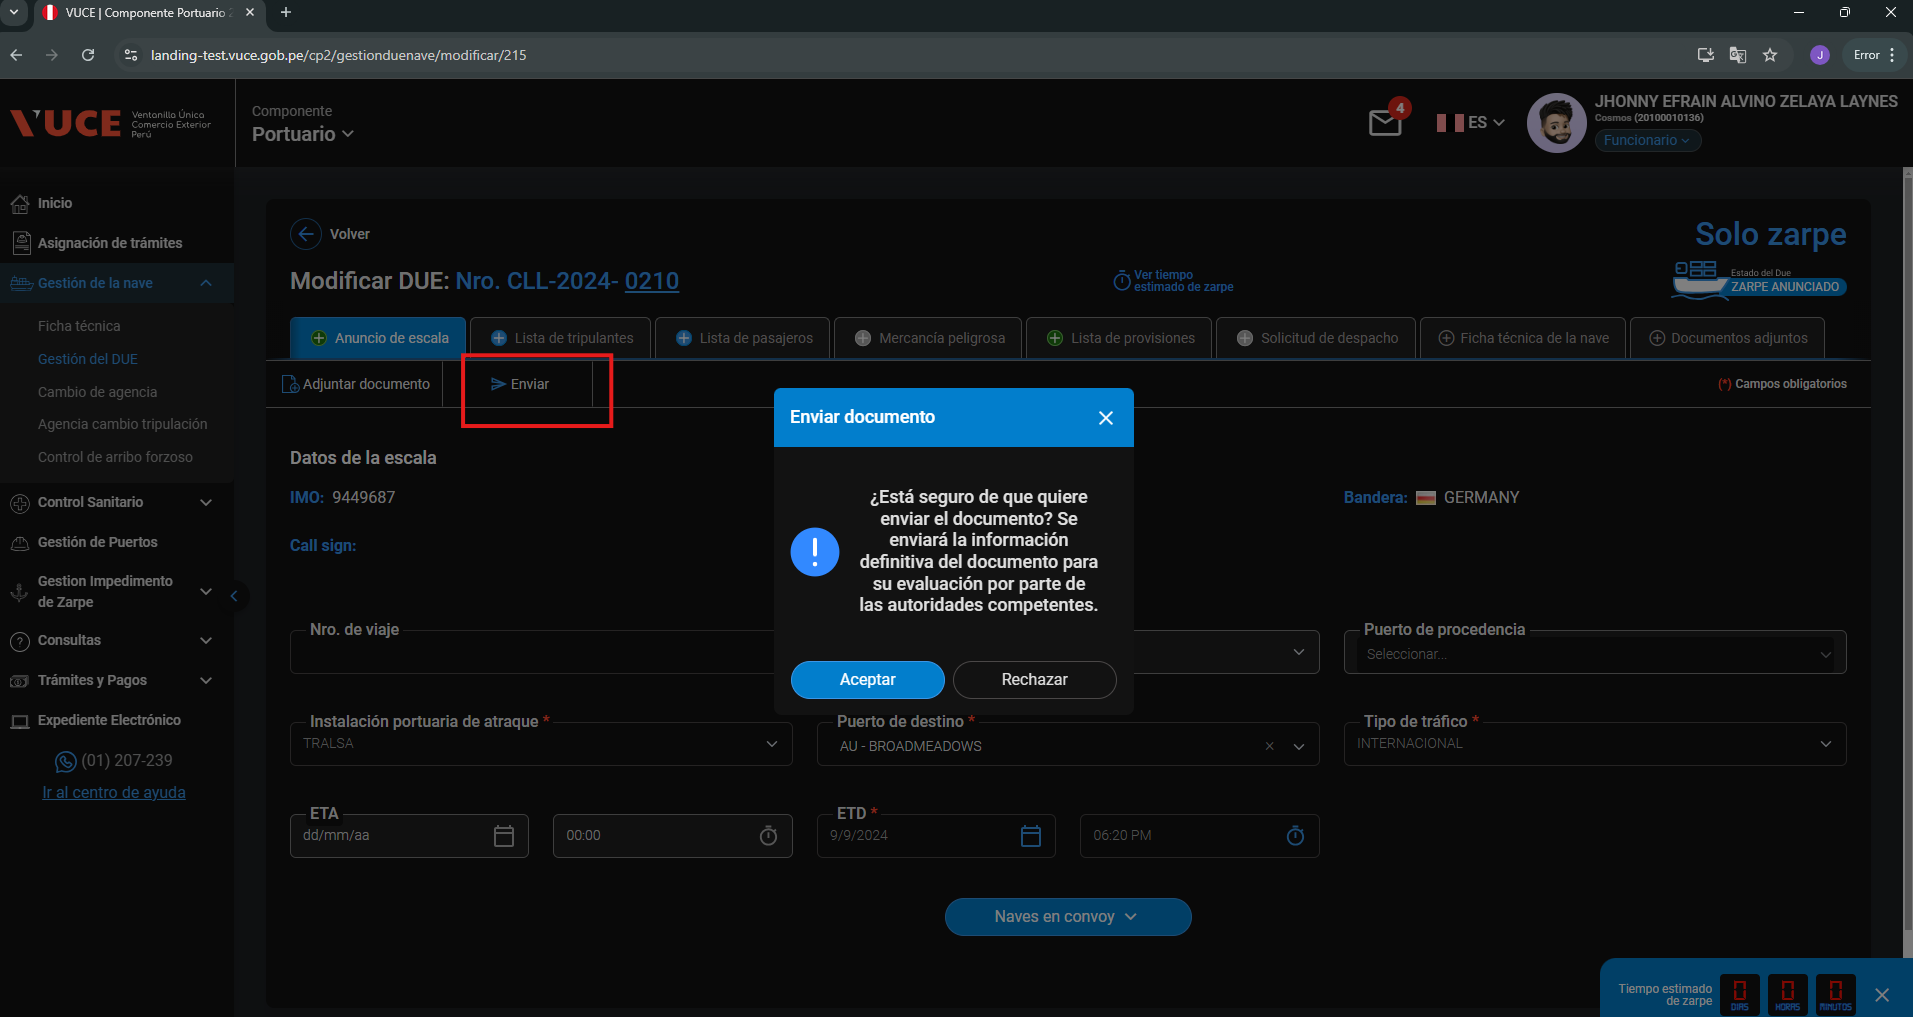 VUCE | Componente Portuario 2
landing-test.vuce.gob.pe/cp2/gestionduenave/modificar/215
J
Error
VUCE
Ventanilla Única
Comercio Exterior
Perú
Componente
Portuario
4
ES
JHONNY EFRAIN ALVINO ZELAYA LAYNES
Cosmos (20100010136)
Funcionario
Inicio
Asignación de trámites
Gestión de la nave
Ficha técnica
Gestión del DUE
Cambio de agencia
Agencia cambio tripulación
Control de arribo forzoso
Control Sanitario
Gestión de Puertos
Gestion Impedimento
de Zarpe
Consultas
Trámites y Pagos
Expediente Electrónico
(01) 207-239
Ir al centro de ayuda
Volver
Solo zarpe
Modificar DUE: Nro. CLL-2024- 0210
Ver tiempo
estimado de zarpe
Estado del Due
ZARPE ANUNCIADO
Anuncio de escala
Lista de tripulantes
Lista de pasajeros
Mercancía peligrosa
Lista de provisiones
Solicitud de despacho
Ficha técnica de la nave
Documentos adjuntos
Adjuntar documento
Enviar
(*) Campos obligatorios
Enviar documento
¿Está seguro de que quiere
enviar el documento? Se
enviará la información
definitiva del documento para
su evaluación por parte de
las autoridades competentes.
Aceptar
Rechazar
Datos de la escala
IMO: 9449687
Bandera: GERMANY
Call sign:
Nro. de viaje
Puerto de procedencia
Seleccionar...
Instalación portuaria de atraque *
TRALSA
Puerto de destino *
AU - BROADMEADOWS
Tipo de tráfico *
INTERNACIONAL
ETA
dd/mm/aa
00:00
ETD *
9/9/2024
06:20 PM
Naves en convoy
Tiempo estimado
de zarpe
0
DIAS
0
HORAS
0
MINUTOS